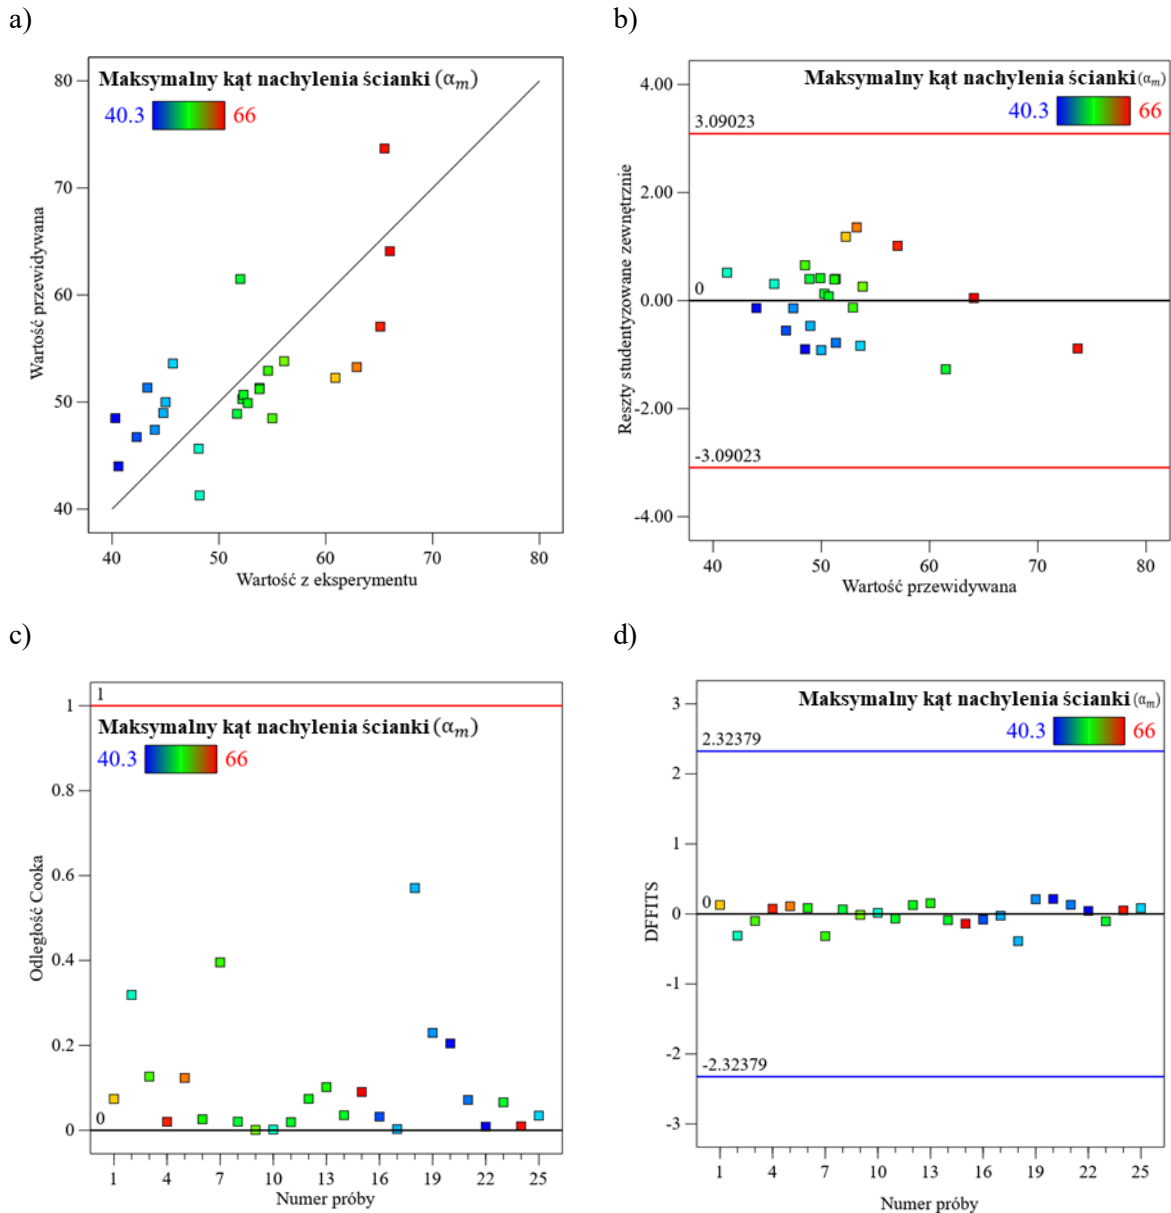 a)
Maksymalny kąt nachylenia ścianki (αₘ)
40.3 66
80
70
60
50
40
Wartość przewidywana
40 50 60 70 80
Wartość z eksperymentu
b)
Maksymalny kąt nachylenia ścianki (αₘ)
40.3 66
3.09023
0
-3.09023
4.00
2.00
0.00
-2.00
-4.00
Reszty studentyzowane zewnętrznie
40 50 60 70 80
Wartość przewidywana
c)
1
Maksymalny kąt nachylenia ścianki (αₘ)
40.3 66
0
1
0.8
0.6
0.4
0.2
0
Odległość Cooka
1 4 7 10 13 16 19 22 25
Numer próby
d)
Maksymalny kąt nachylenia ścianki (αₘ)
40.3 66
2.32379
0
-2.32379
3
2
1
0
-1
-2
-3
DFFITS
1 4 7 10 13 16 19 22 25
Numer próby